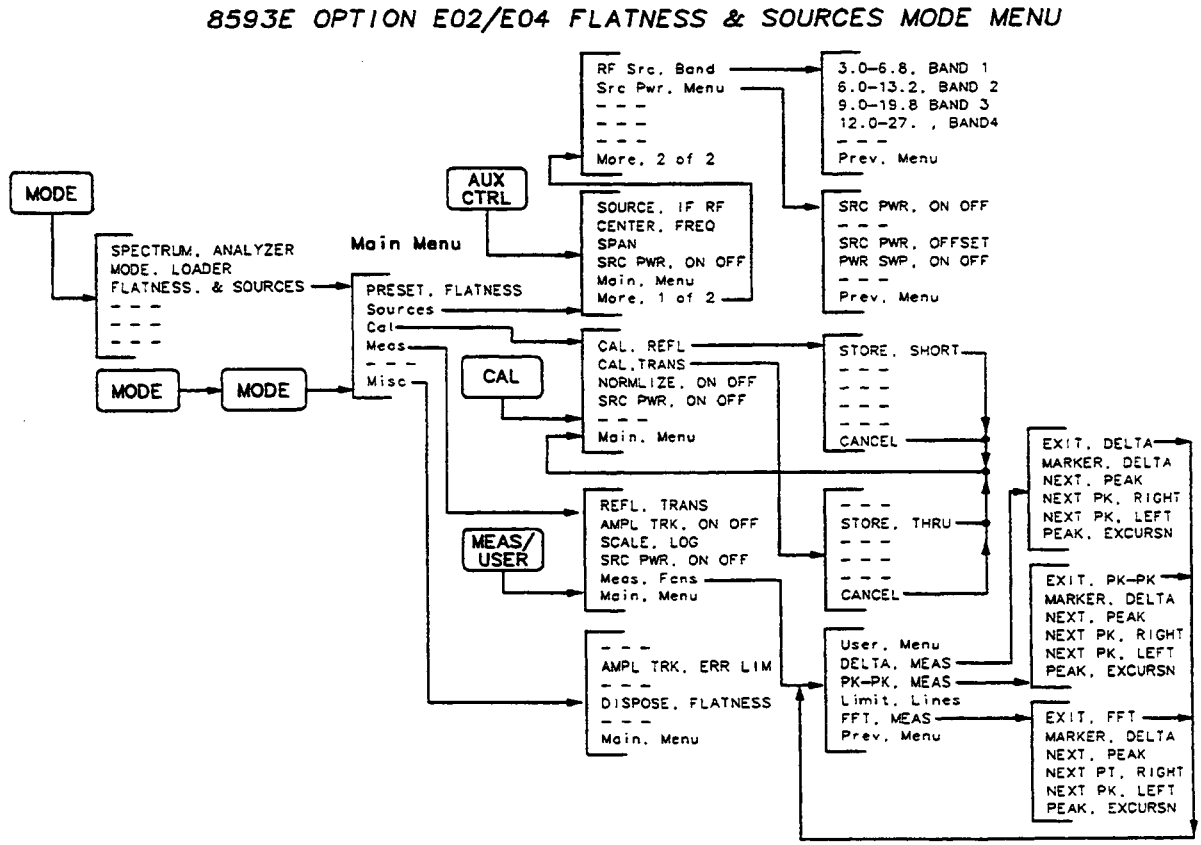 8593E OPTION E02/E04 FLATNESS & SOURCES MODE MENU
MODE
SPECTRUM, ANALYZER
MODE, LOADER
FLATNESS, & SOURCES
- - -
- - -
- - -
MODE
MODE
Main Menu
PRESET, FLATNESS
Sources
Cal
Meas
- - -
Misc
AUX
CTRL
RF Src, Band
Src Pwr, Menu
- - -
- - -
- - -
More, 2 of 2
SOURCE, IF RF
CENTER, FREQ
SPAN
SRC PWR, ON OFF
Main, Menu
More, 1 of 2
3.0-6.8, BAND 1
6.0-13.2, BAND 2
9.0-19.8 BAND 3
12.0-27. , BAND4
- - -
Prev, Menu
SRC PWR, ON OFF
- - -
SRC PWR, OFFSET
PWR SWP, ON OFF
- - -
Prev, Menu
CAL
CAL, REFL
CAL,TRANS
NORMLIZE, ON OFF
SRC PWR, ON OFF
- - -
Main, Menu
STORE, SHORT
- - -
- - -
- - -
- - -
CANCEL
MEAS/
USER
REFL, TRANS
AMPL TRK, ON OFF
SCALE, LOG
SRC PWR, ON OFF
Meas, Fcns
Main, Menu
- - -
STORE, THRU
- - -
- - -
- - -
CANCEL
- - -
AMPL TRK, ERR LIM
- - -
DISPOSE, FLATNESS
- - -
Main, Menu
User, Menu
DELTA, MEAS
PK-PK, MEAS
Limit, Lines
FFT, MEAS
Prev, Menu
EXIT, DELTA
MARKER, DELTA
NEXT, PEAK
NEXT PK, RIGHT
NEXT PK, LEFT
PEAK, EXCURSN
EXIT, PK-PK
MARKER, DELTA
NEXT, PEAK
NEXT PK, RIGHT
NEXT PK, LEFT
PEAK, EXCURSN
EXIT, FFT
MARKER, DELTA
NEXT, PEAK
NEXT PT, RIGHT
NEXT PK, LEFT
PEAK, EXCURSN